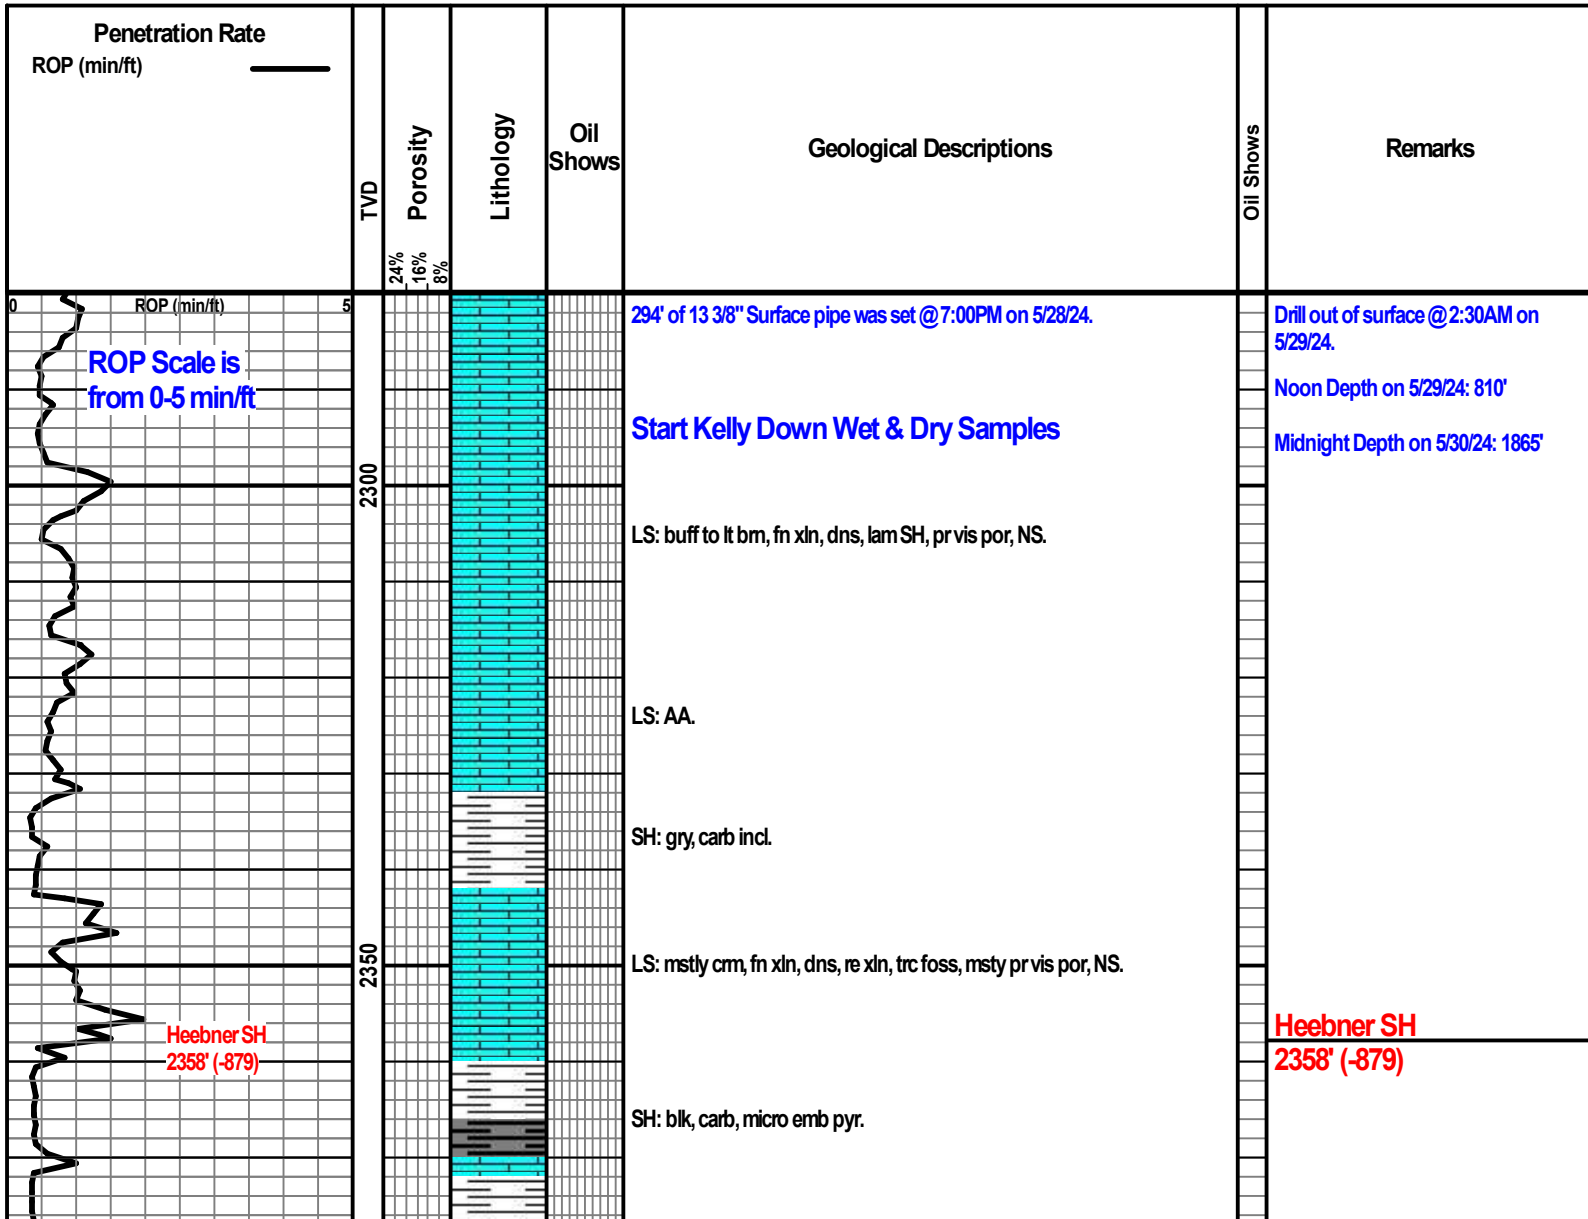 Penetration Rate
ROP (min/ft)
TVD
Porosity
24%
16%
8%
Lithology
Oil
Shows
Geological Descriptions
Oil Shows
Remarks
0 ROP (min/ft) 5
ROP Scale is
from 0-5 min/ft
294' of 13 3/8" Surface pipe was set @ 7:00PM on 5/28/24.
Drill out of surface @ 2:30AM on
5/29/24.
Noon Depth on 5/29/24: 810'
Start Kelly Down Wet & Dry Samples
Midnight Depth on 5/30/24: 1865'
2300
LS: buff to lt brn, fn xln, dns, lam SH, pr vis por, NS.
LS: AA.
SH: gry, carb incl.
2350
LS: mstly crm, fn xln, dns, re xln, trc foss, msty pr vis por, NS.
Heebner SH
2358' (-879)
Heebner SH
2358' (-879)
SH: blk, carb, micro emb pyr.